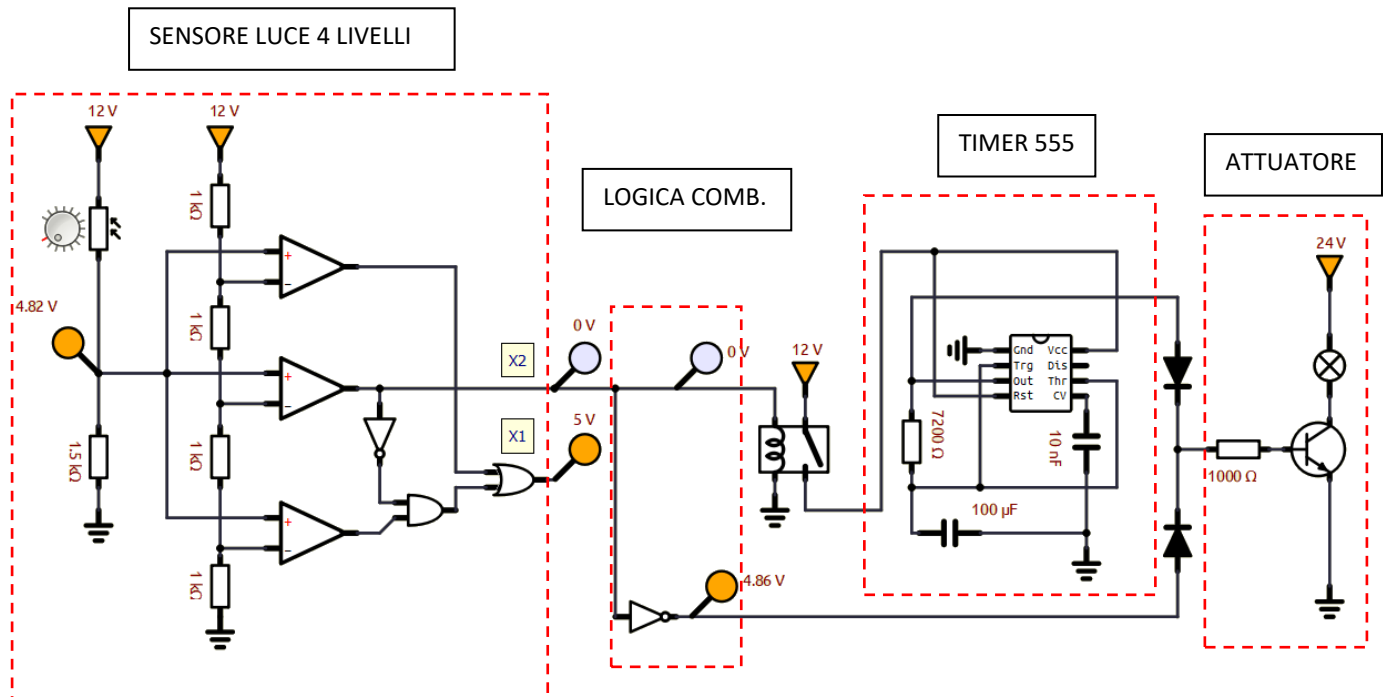 SENSORE LUCE 4 LIVELLI
12 V
12 V
1 kΩ
4.82 V
1 kΩ
1 kΩ
1.5 kΩ
1 kΩ
+
−
+
−
+
−
X2
0 V
X1
5 V
LOGICA COMB.
0 V
4.86 V
12 V
TIMER 555
Gnd Vcc
Trg Dis
Out Thr
Rst CV
7200 Ω
10 nF
100 µF
ATTUATORE
24 V
1000 Ω